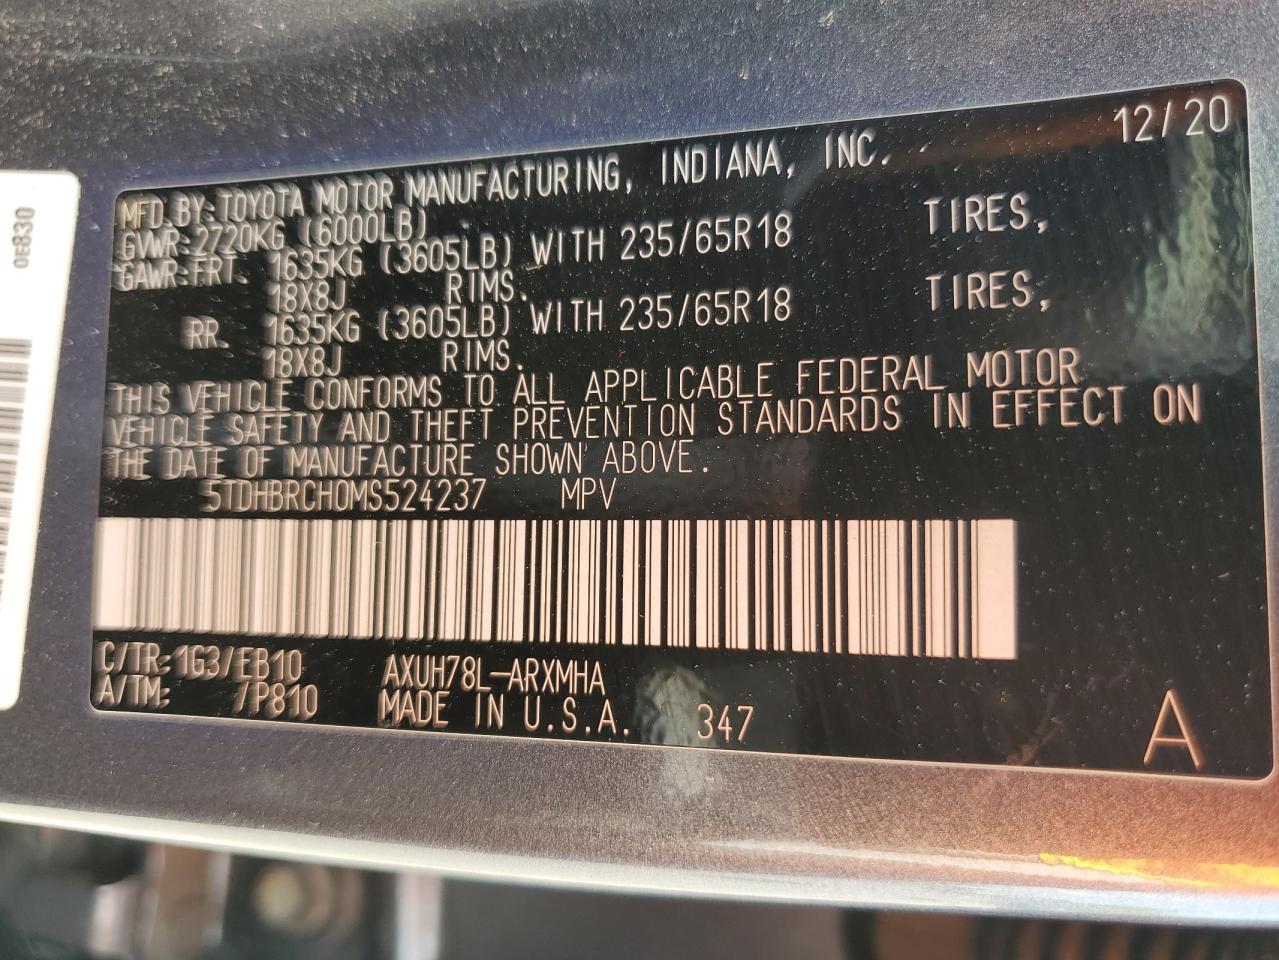 12/20
MFD. BY: TOYOTA MOTOR MANUFACTURING, INDIANA, INC.
GVWR: 2720KG (6000LB)
GAWR: FRT. 1635KG (3605LB) WITH 235/65R18 TIRES,
18X8J RIMS.
RR. 1635KG (3605LB) WITH 235/65R18 TIRES,
18X8J RIMS.
THIS VEHICLE CONFORMS TO ALL APPLICABLE FEDERAL MOTOR
VEHICLE SAFETY AND THEFT PREVENTION STANDARDS IN EFFECT ON
THE DATE OF MANUFACTURE SHOWN ABOVE.
5TDHBRCH0MS524237 MPV
C/TR: 1G3/EB10 AXUH78L-ARXMHA
A/TM: /P810 MADE IN U.S.A. 347
A
0E830